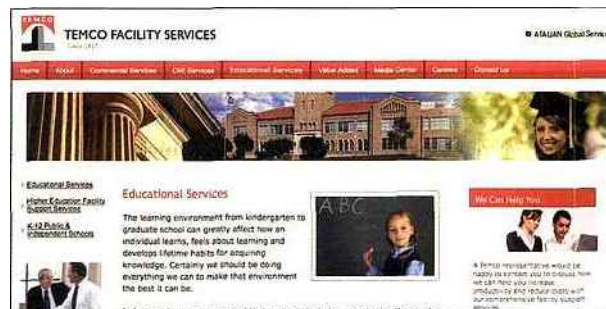 TEMCO
TEMCO FACILITY SERVICES
Since 1917
ATALIAN Global Servic
Home About Commercial Services Educational Services Value Added Media Center Careers Contact Us
Educational Services
Higher Education Facility
Support Services
K-12 Public &
Independent Schools
Educational Services
The learning environment from kindergarten to
graduate school can greatly affect how an
individual learns, feels about learning and
develops lifetime habits for acquiring
knowledge. Certainly we should be doing
everything we can to make that environment
the best it can be.
ABC
We Can Help You
A Temco representative would be
happy to contact you to discuss how
we can help you increase
productivity and reduce costs with
our comprehensive facility support
services.